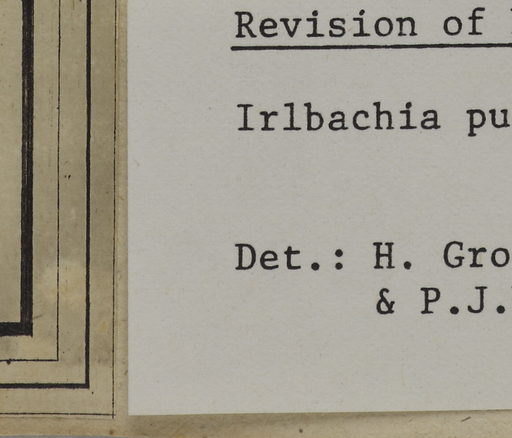 Revision of
Irlbachia pu
Det.: H. Gro
& P.J.